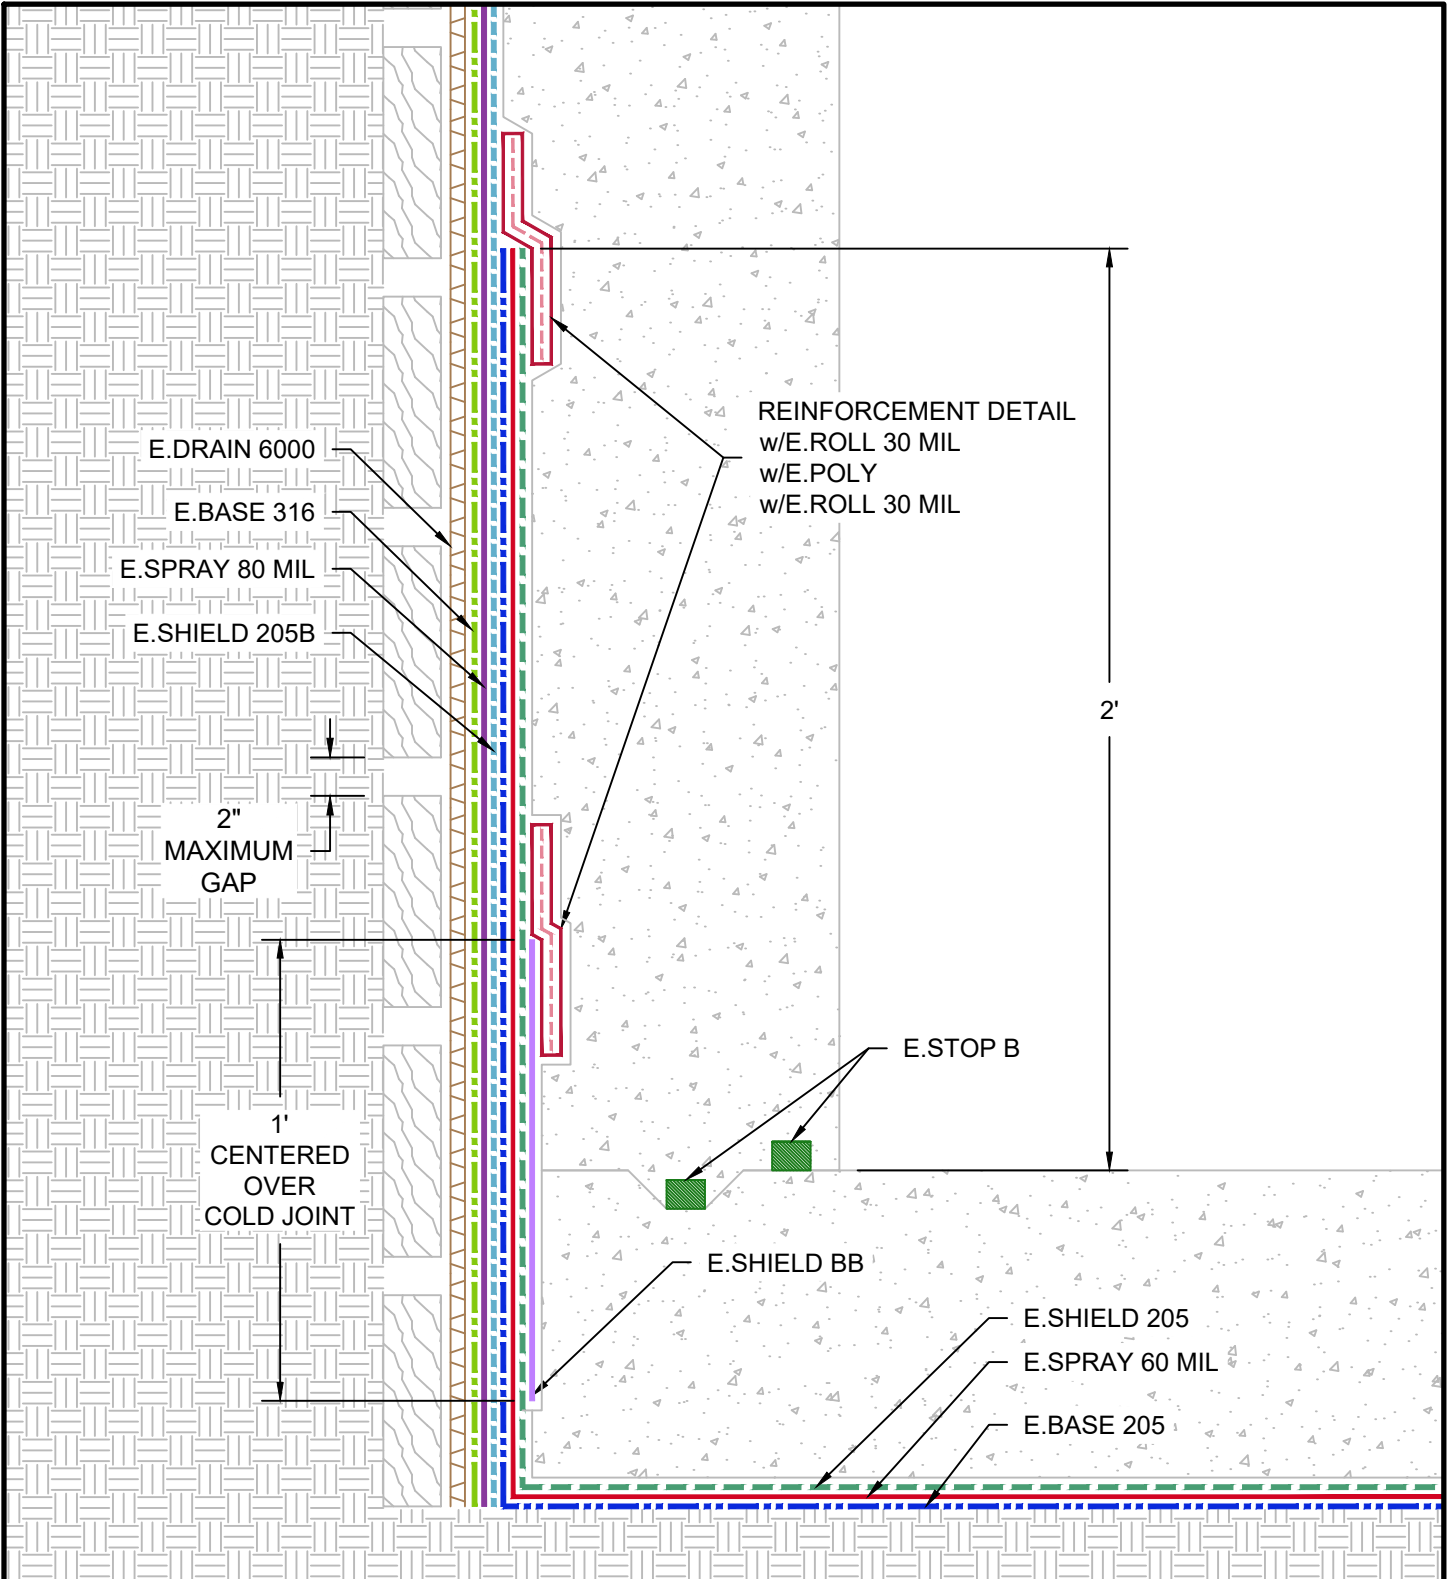 REINFORCEMENT DETAIL
w/E.ROLL 30 MIL
w/E.POLY
w/E.ROLL 30 MIL
E.DRAIN 6000
E.BASE 316
E.SPRAY 80 MIL
E.SHIELD 205B
2'
2"
MAXIMUM
GAP
E.STOP B
1'
CENTERED
OVER
COLD JOINT
E.SHIELD BB
E.SHIELD 205
E.SPRAY 60 MIL
E.BASE 205